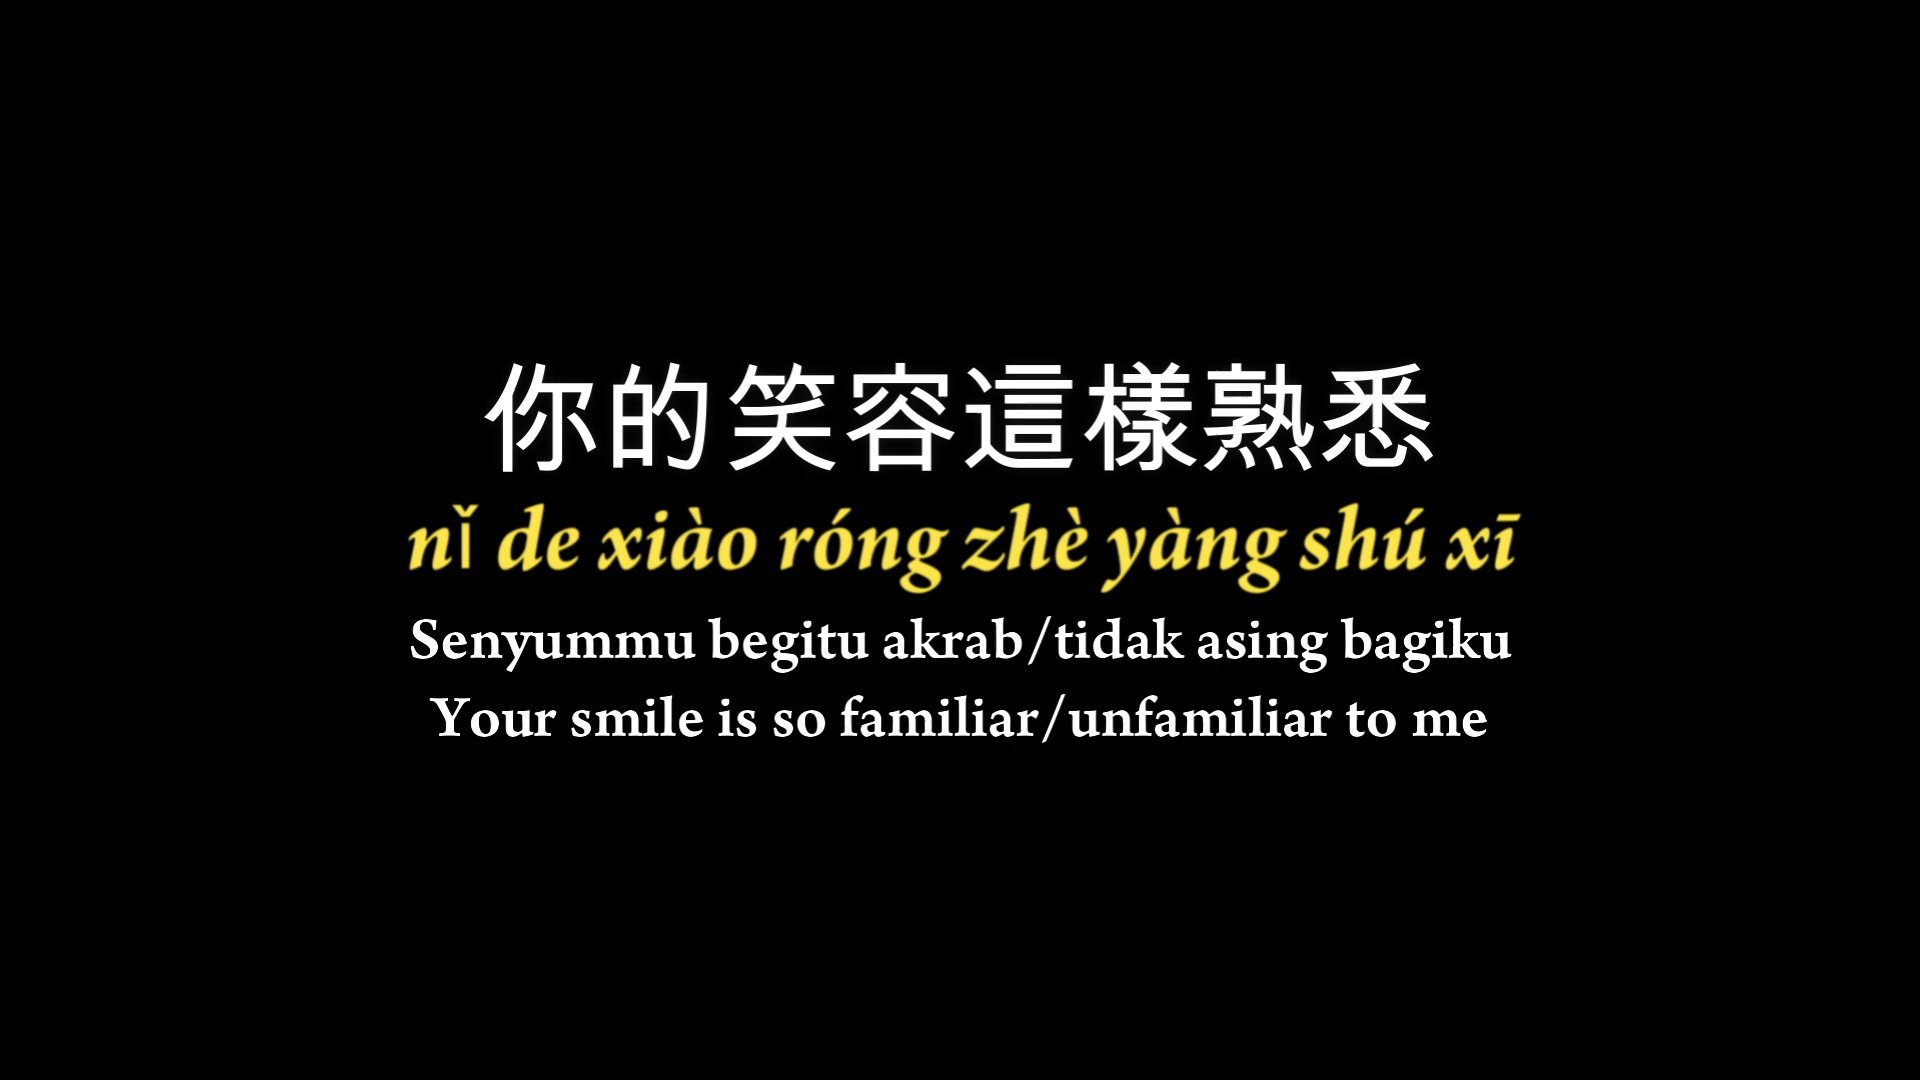 你的笑容這樣熟悉
nǐ de xiào róng zhè yàng shú xī
Senyummu begitu akrab/tidak asing bagiku
Your smile is so familiar/unfamiliar to me